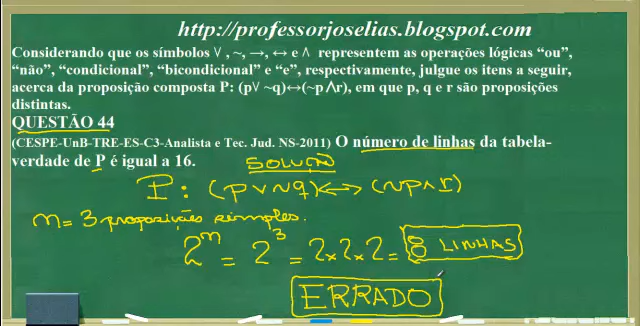 http://professorjoselias.blogspot.com
Considerando que os símbolos ∨ , ~, →, ↔ e ∧ representem as operações lógicas “ou”,
“não”, “condicional”, “bicondicional” e “e”, respectivamente, julgue os itens a seguir,
acerca da proposição composta P: (p∨ ~q)↔(~p∧r), em que p, q e r são proposições
distintas.
QUESTÃO 44
(CESPE-UnB-TRE-ES-C3-Analista e Tec. Jud. NS-2011) O número de linhas da tabela-
verdade de P é igual a 16.
SOLUÇÃO
P: (p∨~q)↔(~p∧r)
n= 3 proposições simples.
2ⁿ = 2³ = 2×2×2= 8 LINHAS
ERRADO